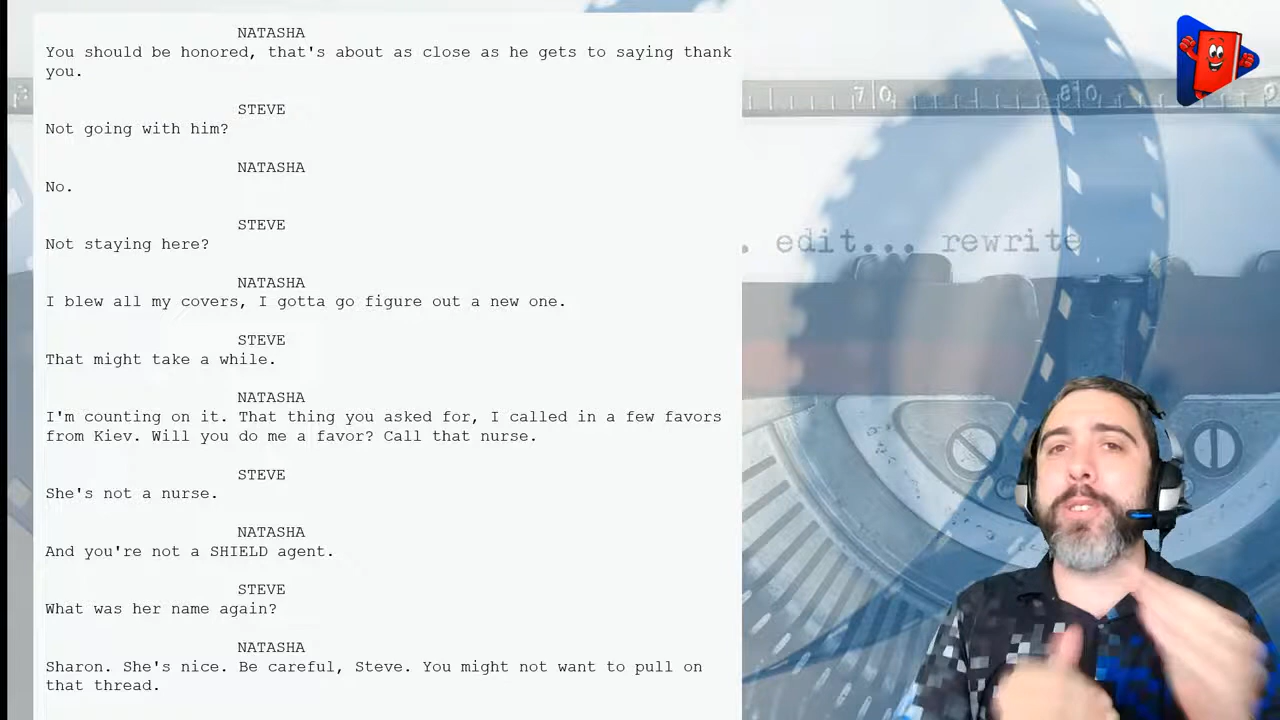 NATASHA
You should be honored, that's about as close as he gets to saying thank
you.
STEVE
Not going with him?
NATASHA
No.
STEVE
Not staying here?
NATASHA
I blew all my covers, I gotta go figure out a new one.
STEVE
That might take a while.
NATASHA
I'm counting on it. That thing you asked for, I called in a few favors
from Kiev. Will you do me a favor? Call that nurse.
STEVE
She's not a nurse.
NATASHA
And you're not a SHIELD agent.
STEVE
What was her name again?
NATASHA
Sharon. She's nice. Be careful, Steve. You might not want to pull on
that thread.
70 80 9
. edit... rewrite